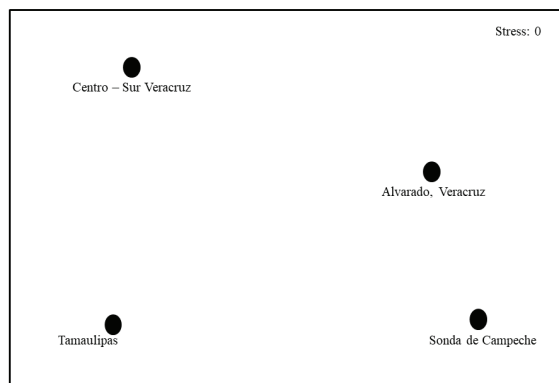 Stress: 0
Centro – Sur Veracruz
Alvarado, Veracruz
Tamaulipas
Sonda de Campeche